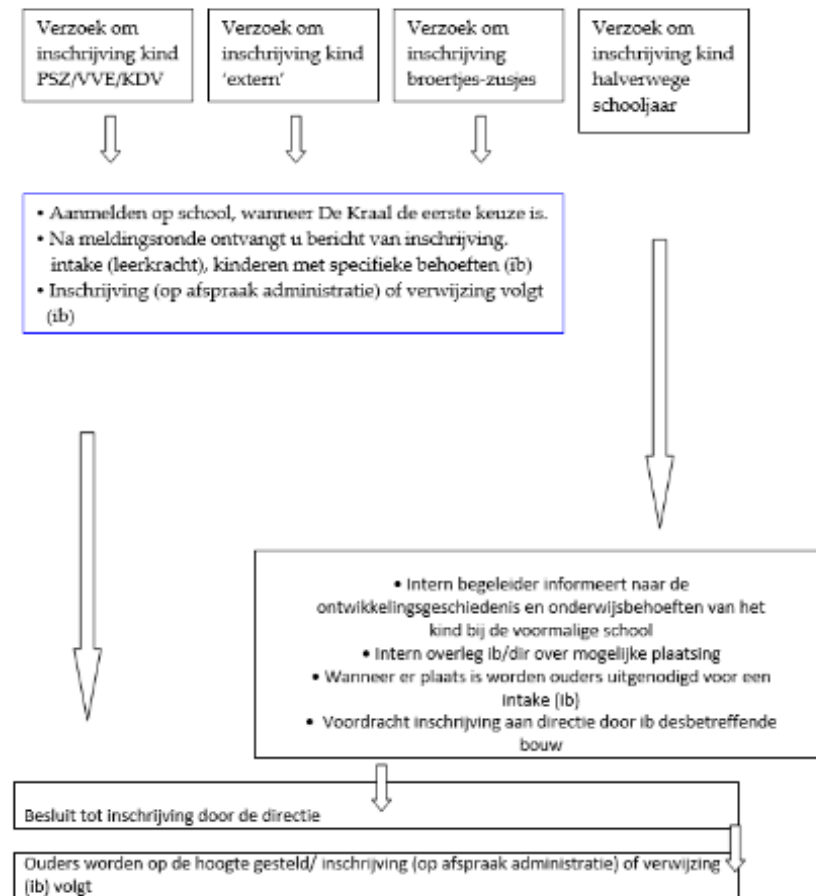 Verzoek om
inschrijving kind
PSZ/VVE/KDV
Verzoek om
inschrijving kind
‘extern’
Verzoek om
inschrijving
broertjes-zusjes
Verzoek om
inschrijving kind
halverwege
schooljaar
• Aanmelden op school, wanneer De Kraal de eerste keuze is.
• Na meldingsronde ontvangt u bericht van inschrijving.
intake (leerkracht), kinderen met specifieke behoeften (ib)
• Inschrijving (op afspraak administratie) of verwijzing volgt
(ib)
• Intern begeleider informeert naar de
ontwikkelingsgeschiedenis en onderwijsbehoeften van het
kind bij de voormalige school
• Intern overleg ib/dir over mogelijke plaatsing
• Wanneer er plaats is worden ouders uitgenodigd voor een
intake (ib)
• Voordracht inschrijving aan directie door ib desbetreffende
bouw
Besluit tot inschrijving door de directie
Ouders worden op de hoogte gesteld/ inschrijving (op afspraak administratie) of verwijzing
(ib) volgt